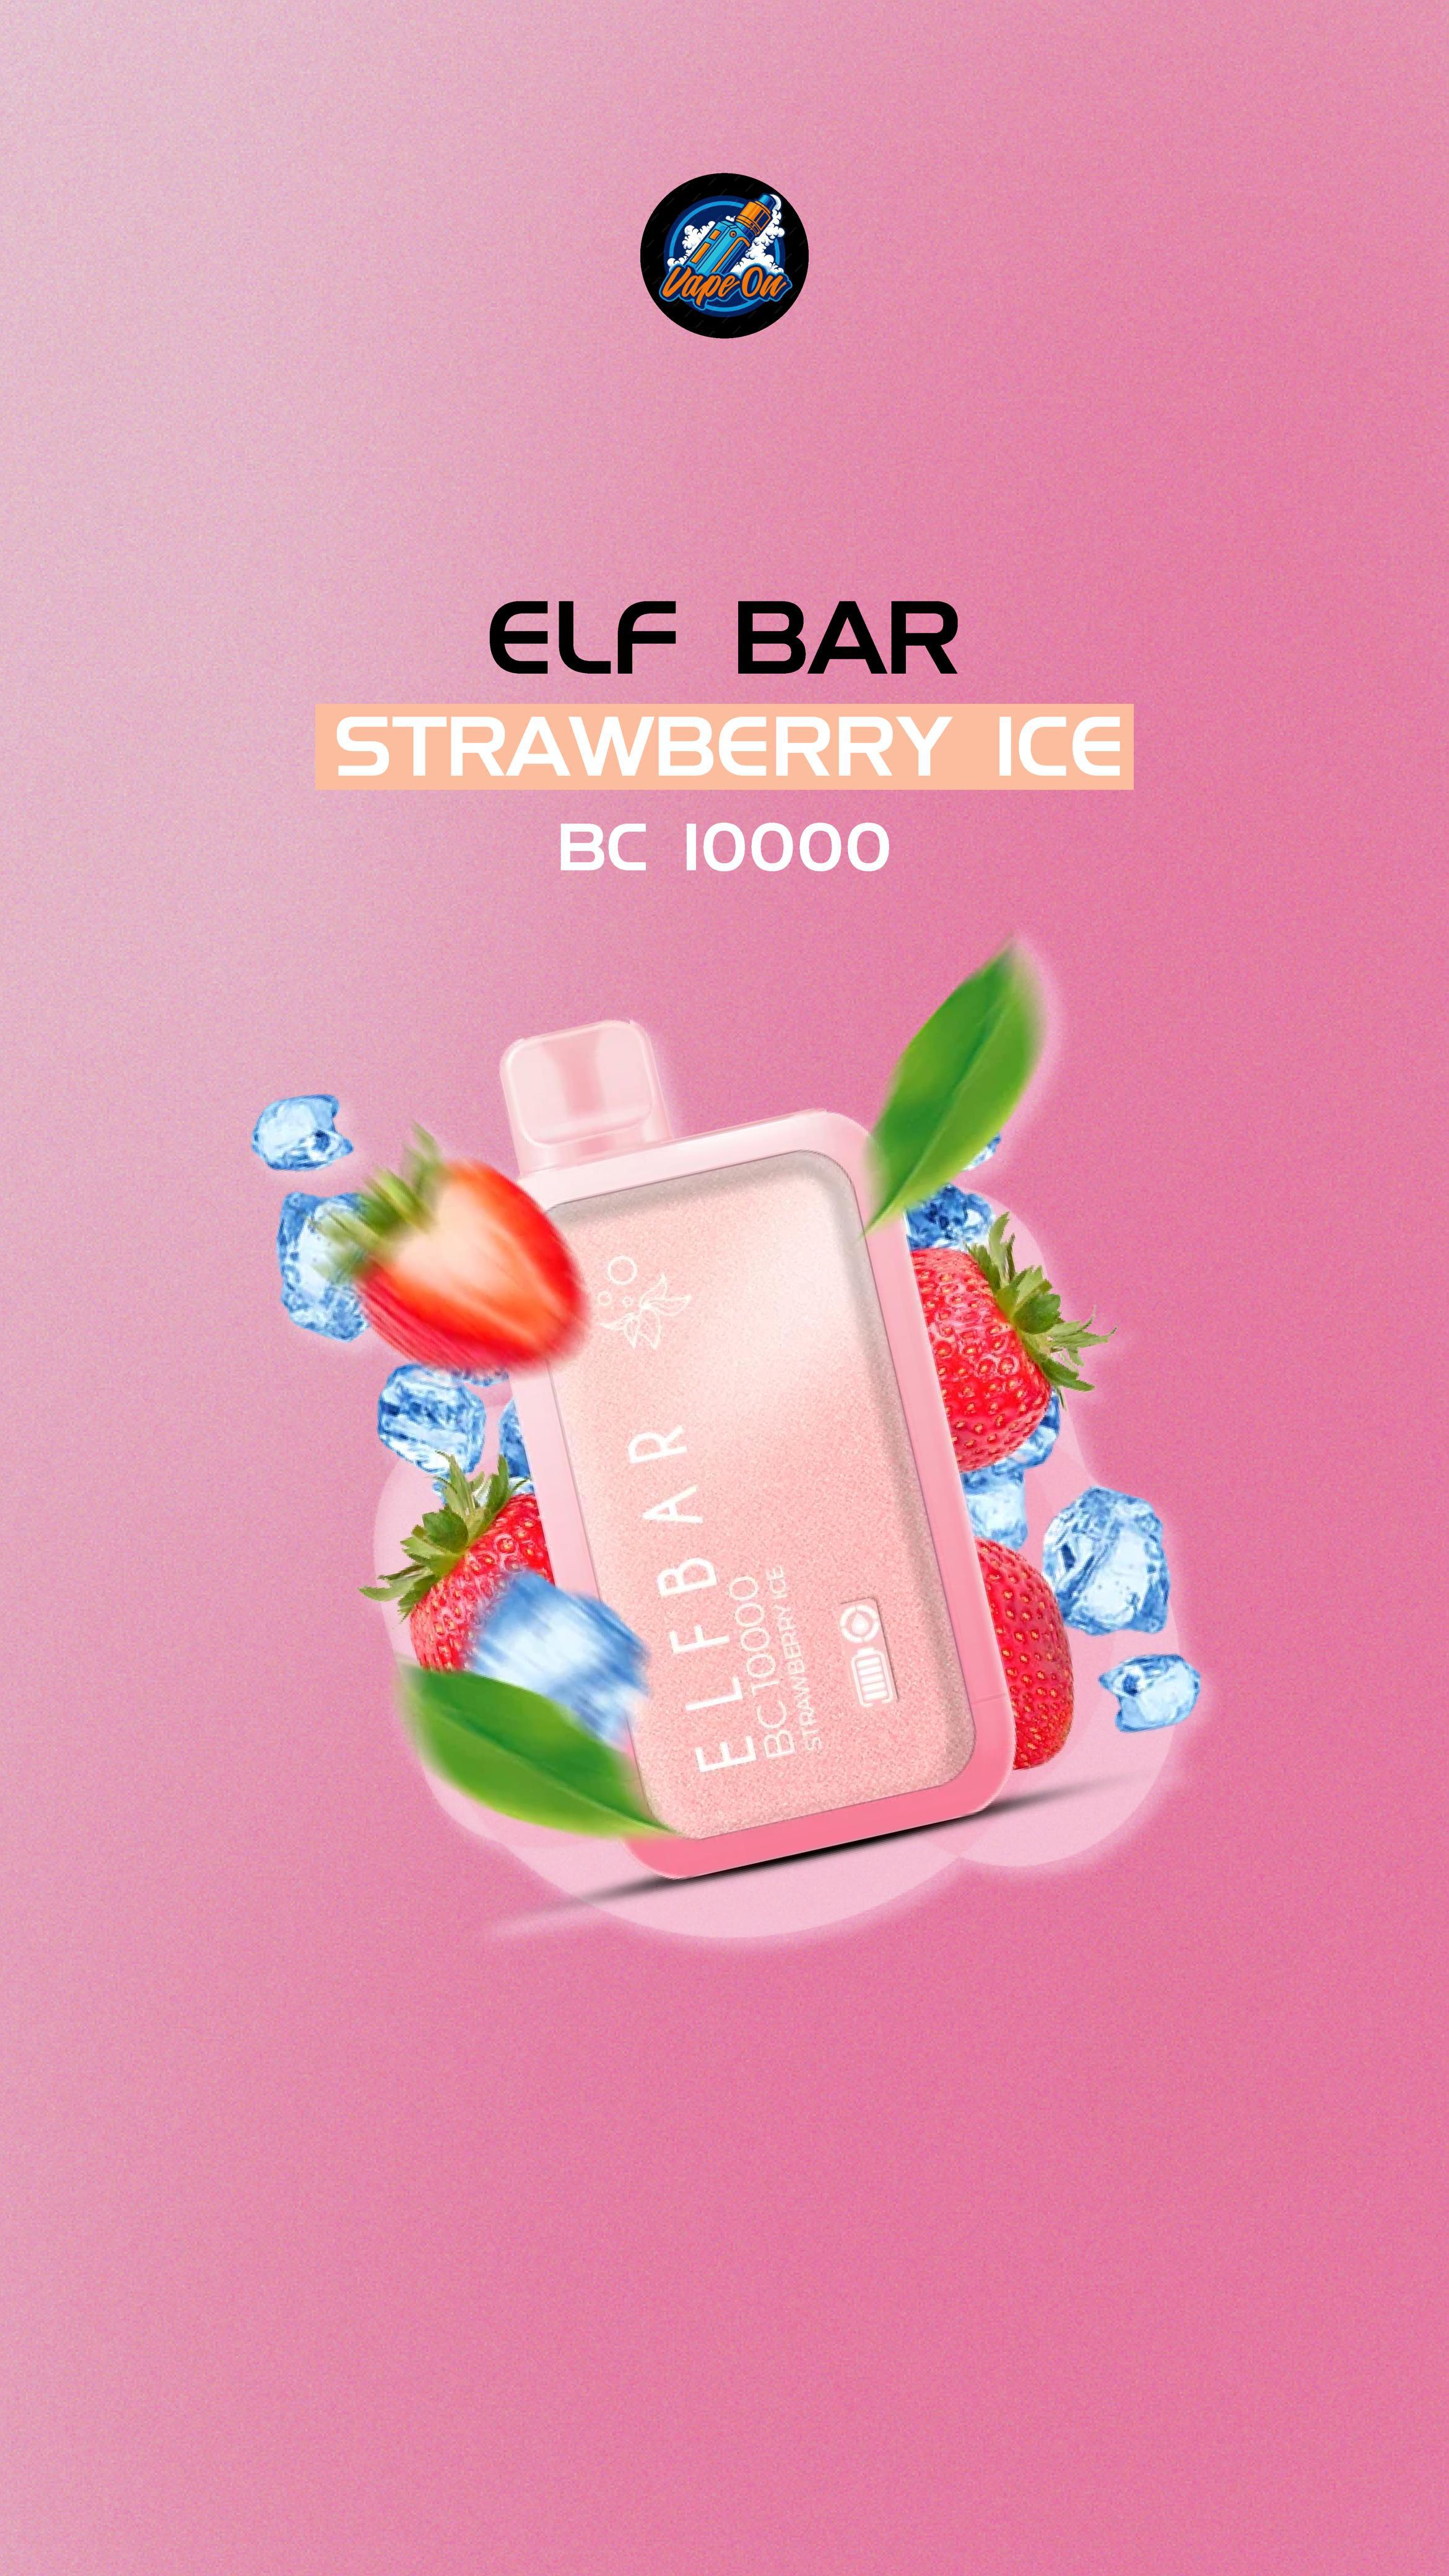 Vape On
ELF BAR
STRAWBERRY ICE
BC 10000
ELFBAR
BC 10000
STRAWBERRY ICE